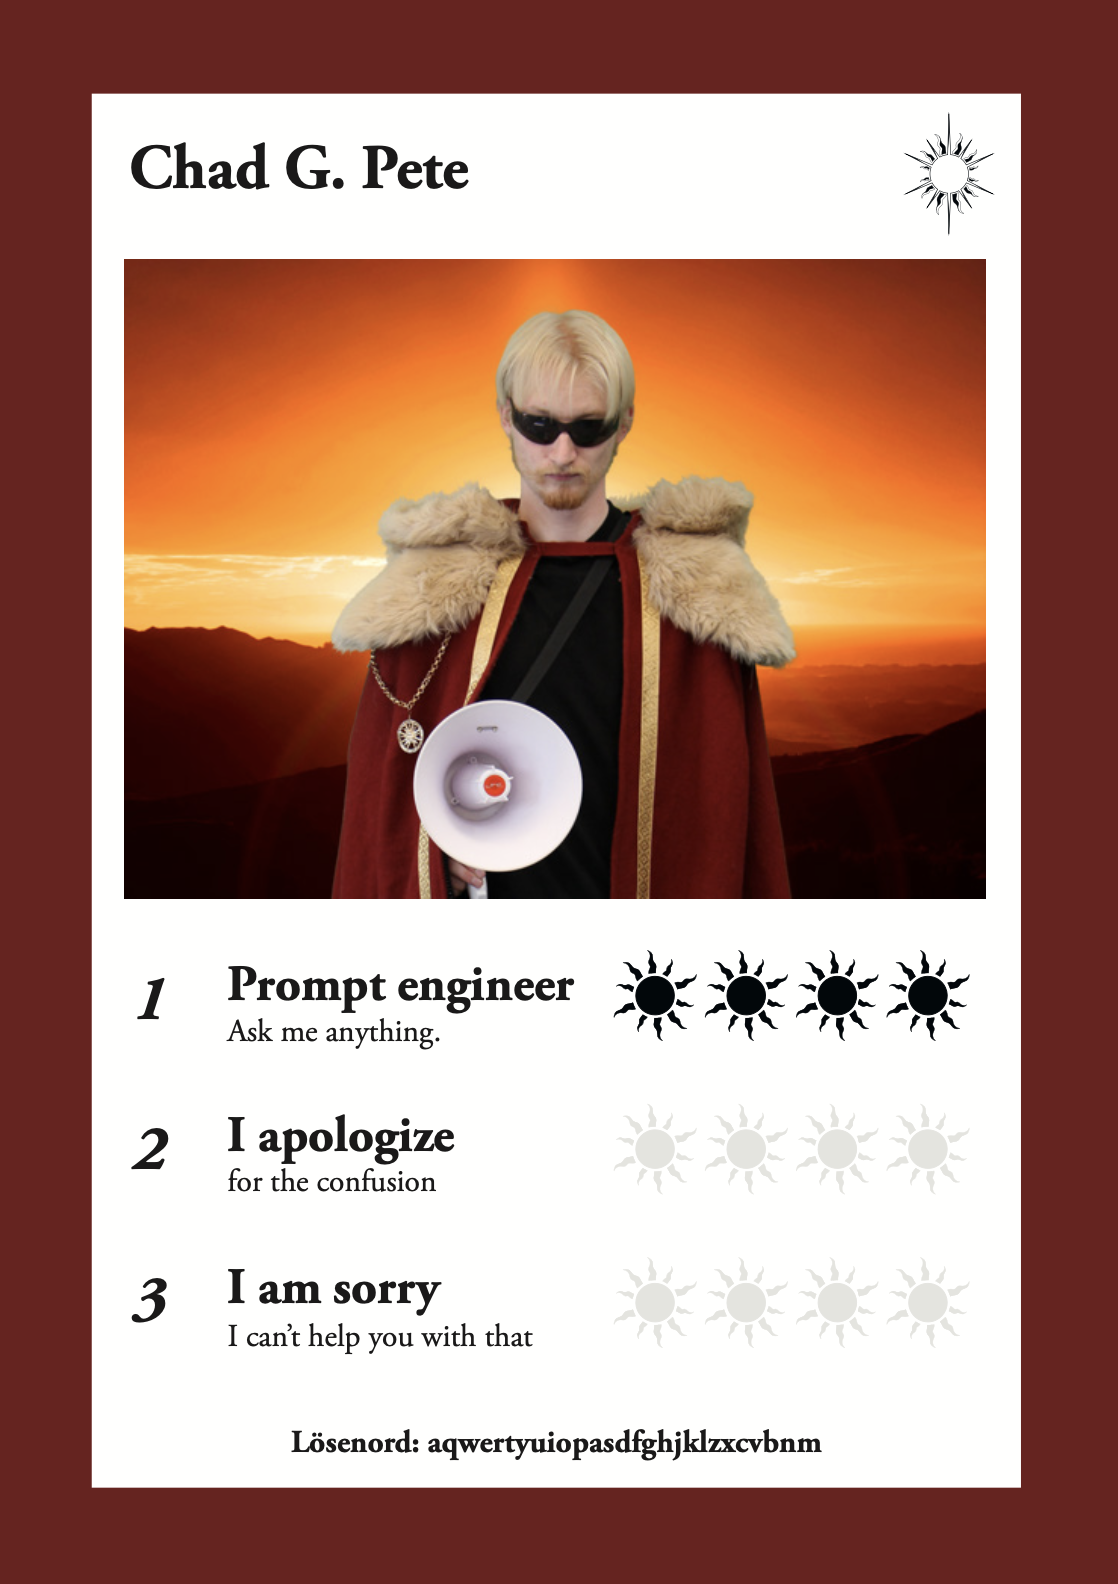 Chad G. Pete
1
Prompt engineer
Ask me anything.
2
I apologize
for the confusion
3
I am sorry
I can’t help you with that
Lösenord: aqwertyuiopasdfghjklzxcvbnm